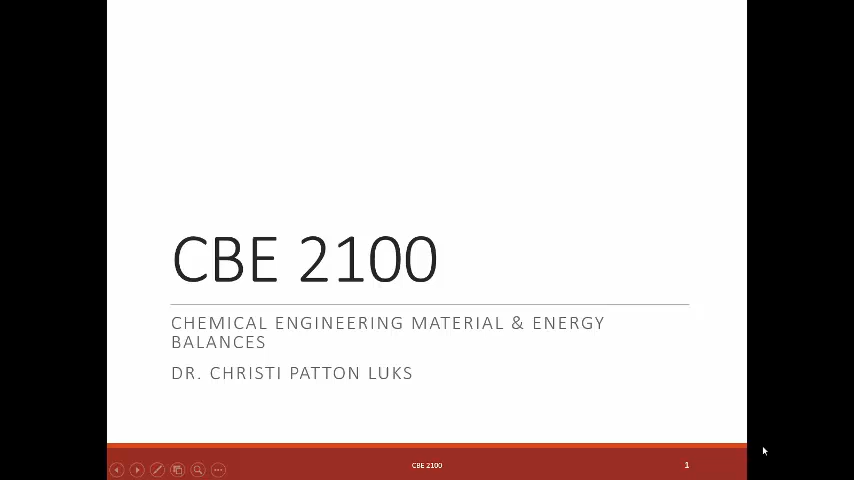 CBE 2100
CHEMICAL ENGINEERING MATERIAL & ENERGY
BALANCES
DR. CHRISTI PATTON LUKS
CBE 2100
1